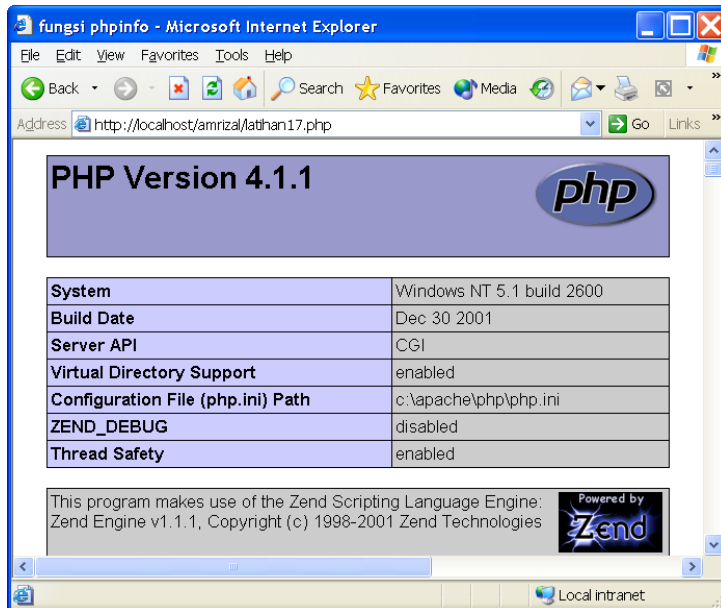 fungsi phpinfo - Microsoft Internet Explorer
File Edit View Favorites Tools Help
Back Search Favorites Media
Address http://localhost/amrizal/latihan17.php Go Links
PHP Version 4.1.1
php
System Windows NT 5.1 build 2600
Build Date Dec 30 2001
Server API CGI
Virtual Directory Support enabled
Configuration File (php.ini) Path c:\apache\php\php.ini
ZEND_DEBUG disabled
Thread Safety enabled
This program makes use of the Zend Scripting Language Engine:
Zend Engine v1.1.1, Copyright (c) 1998-2001 Zend Technologies
Powered by
Zend
Local intranet